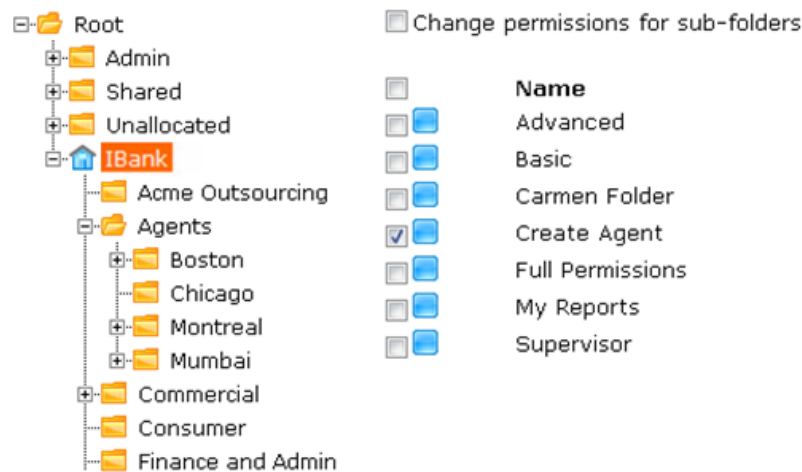 Root
Admin
Shared
Unallocated
IBank
Acme Outsourcing
Agents
Boston
Chicago
Montreal
Mumbai
Commercial
Consumer
Finance and Admin
Change permissions for sub-folders
Name
Advanced
Basic
Carmen Folder
Create Agent
Full Permissions
My Reports
Supervisor